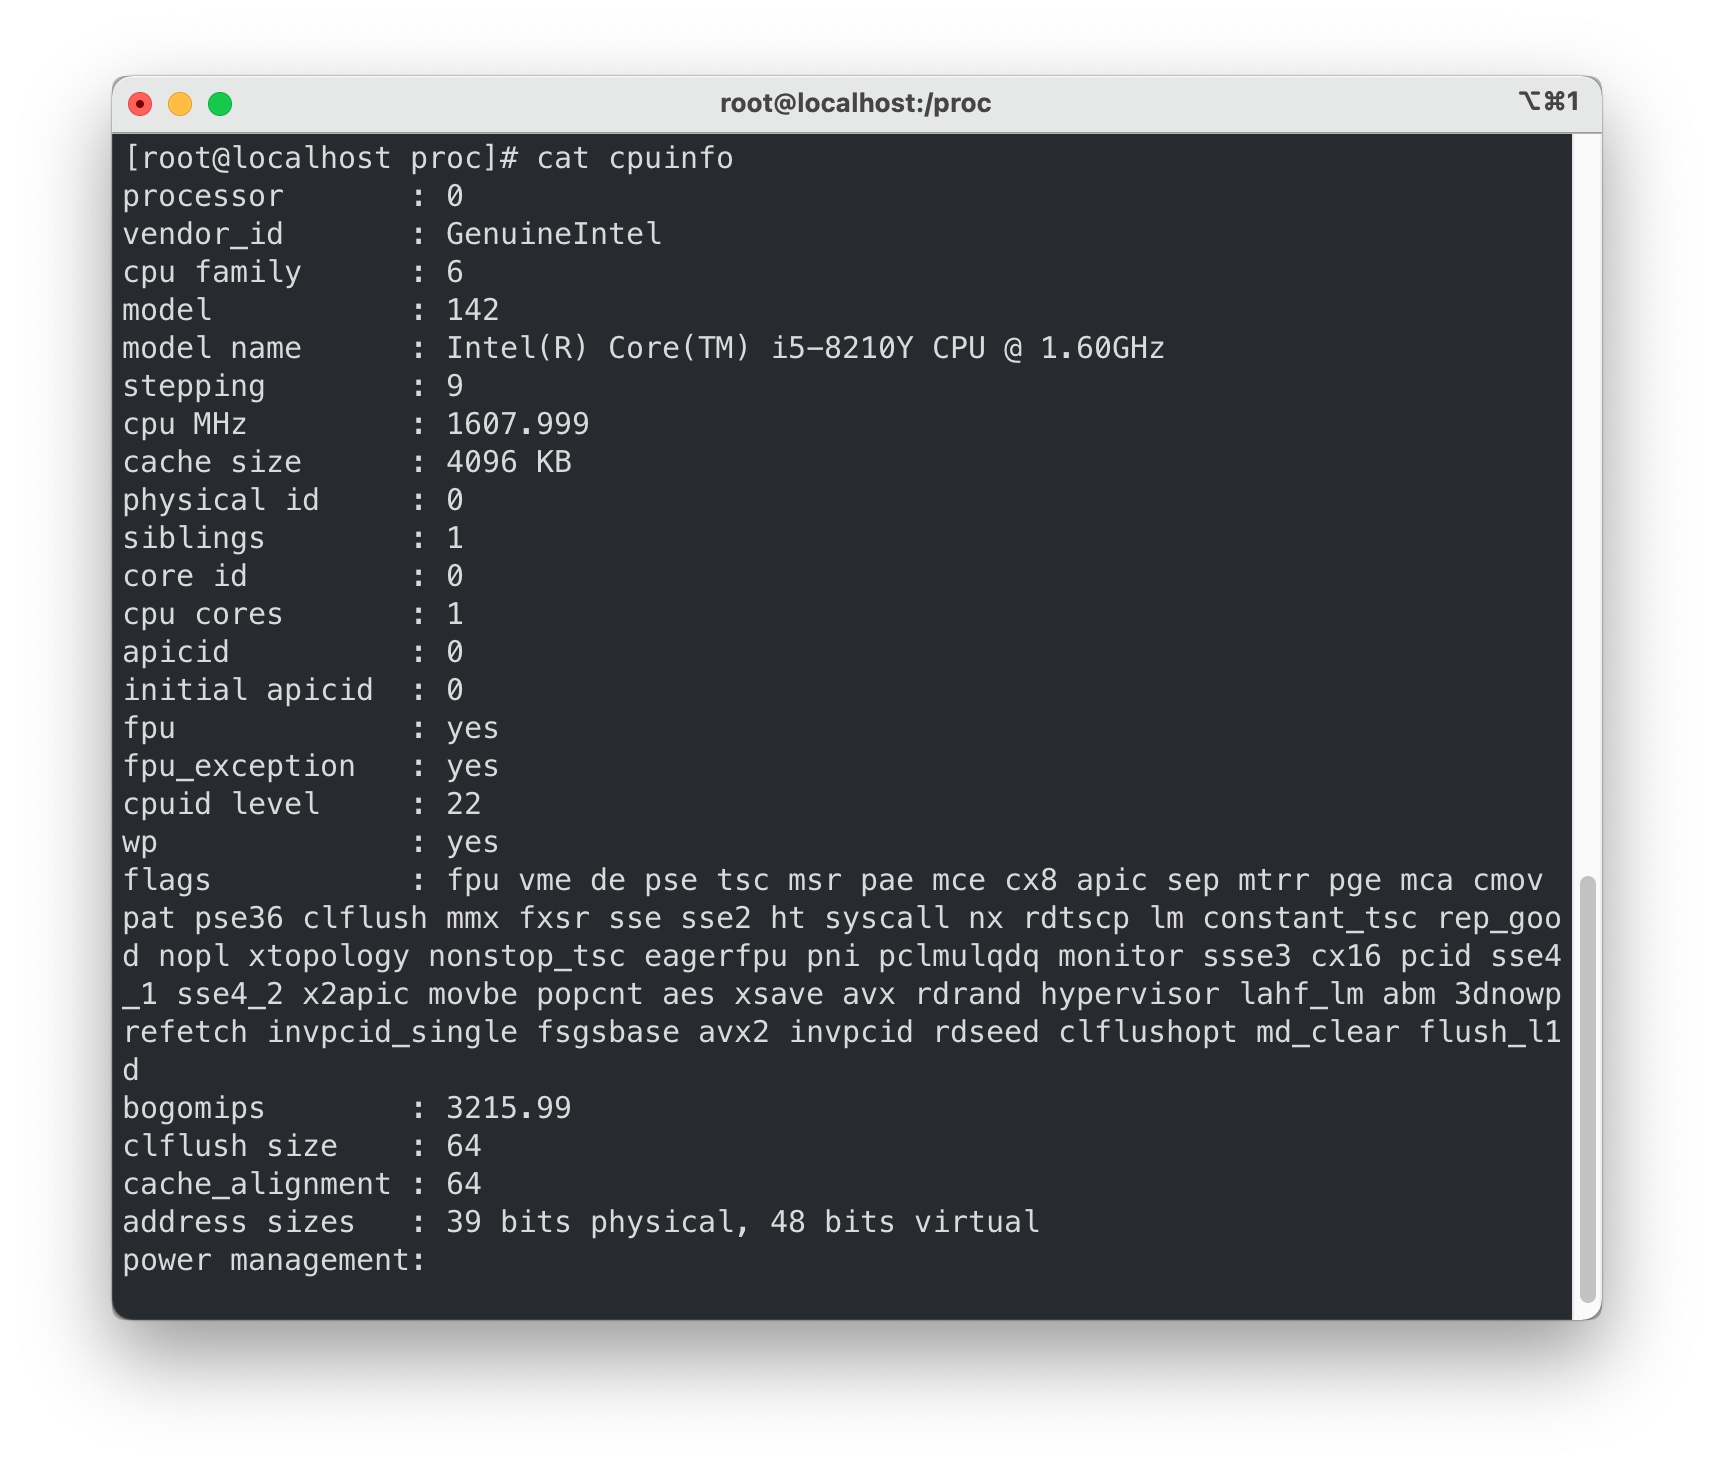 root@localhost:/proc
⌥⌘1
[root@localhost proc]# cat cpuinfo
processor       : 0
vendor_id       : GenuineIntel
cpu family      : 6
model           : 142
model name      : Intel(R) Core(TM) i5-8210Y CPU @ 1.60GHz
stepping        : 9
cpu MHz         : 1607.999
cache size      : 4096 KB
physical id     : 0
siblings        : 1
core id         : 0
cpu cores       : 1
apicid          : 0
initial apicid  : 0
fpu             : yes
fpu_exception   : yes
cpuid level     : 22
wp              : yes
flags           : fpu vme de pse tsc msr pae mce cx8 apic sep mtrr pge mca cmov
pat pse36 clflush mmx fxsr sse sse2 ht syscall nx rdtscp lm constant_tsc rep_goo
d nopl xtopology nonstop_tsc eagerfpu pni pclmulqdq monitor ssse3 cx16 pcid sse4
_1 sse4_2 x2apic movbe popcnt aes xsave avx rdrand hypervisor lahf_lm abm 3dnowp
refetch invpcid_single fsgsbase avx2 invpcid rdseed clflushopt md_clear flush_l1
d
bogomips        : 3215.99
clflush size    : 64
cache_alignment : 64
address sizes   : 39 bits physical, 48 bits virtual
power management: